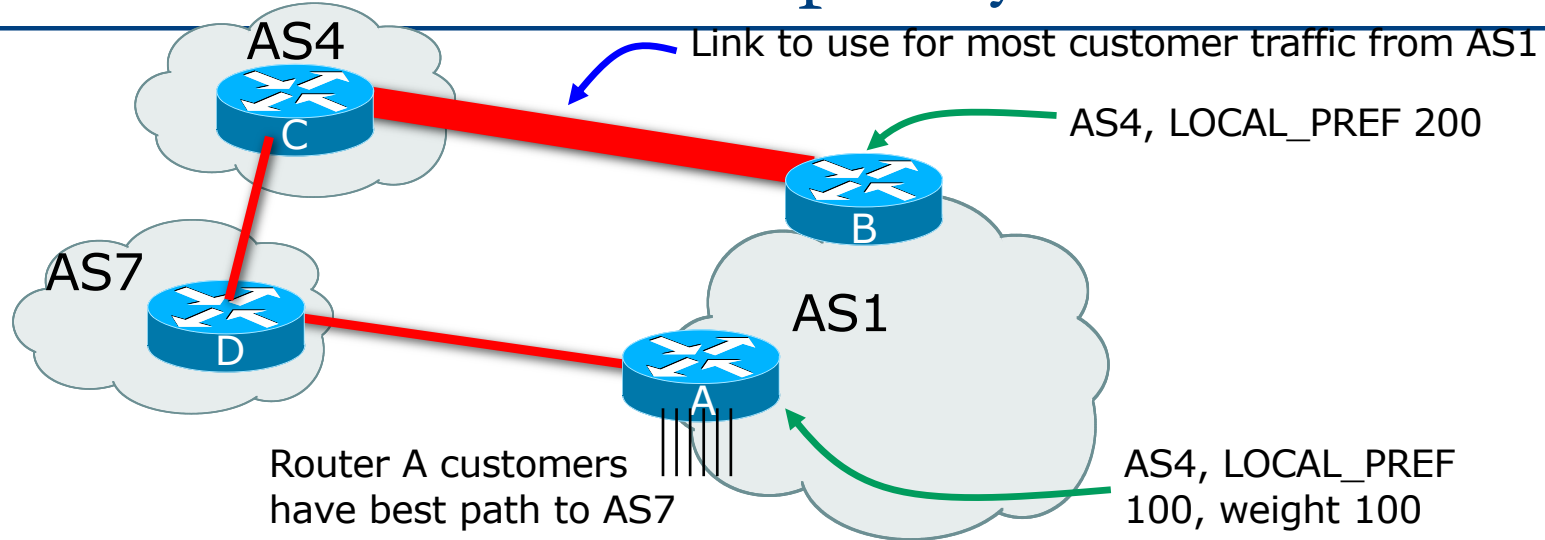 AS4
Link to use for most customer traffic from AS1
C
AS4, LOCAL_PREF 200
B
AS7
D
AS1
A
Router A customers
have best path to AS7
AS4, LOCAL_PREF
100, weight 100